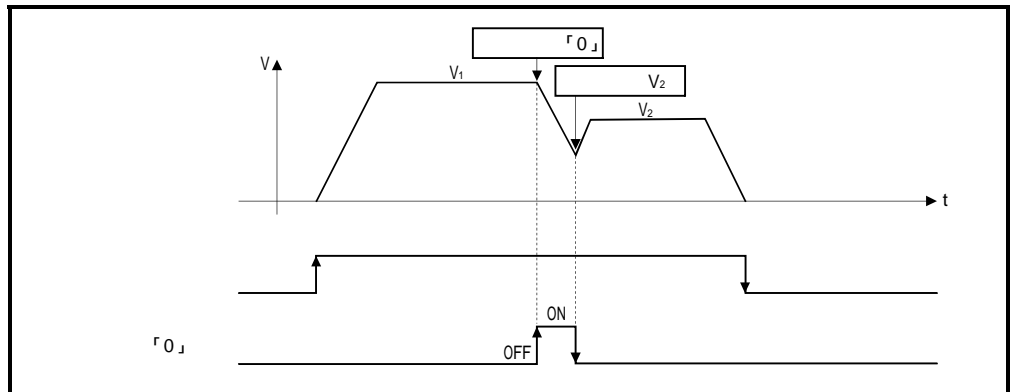 「0」
V
V₁
V₂
V₂
t
ON
OFF
「0」